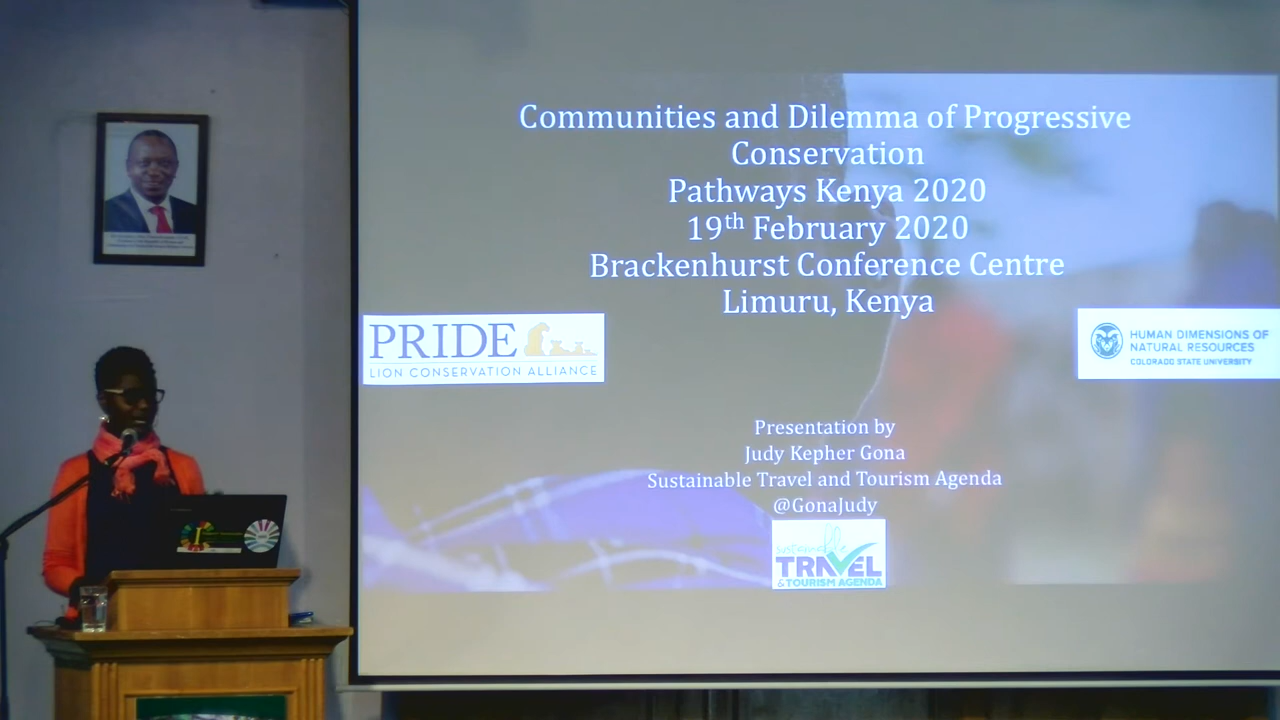 Communities and Dilemma of Progressive
Conservation
Pathways Kenya 2020
19th February 2020
Brackenhurst Conference Centre
Limuru, Kenya
PRIDE
LION CONSERVATION ALLIANCE
HUMAN DIMENSIONS OF
NATURAL RESOURCES
COLORADO STATE UNIVERSITY
Presentation by
Judy Kepher Gona
Sustainable Travel and Tourism Agenda
@GonaJudy
sustainable
TRAVEL
& TOURISM AGENDA